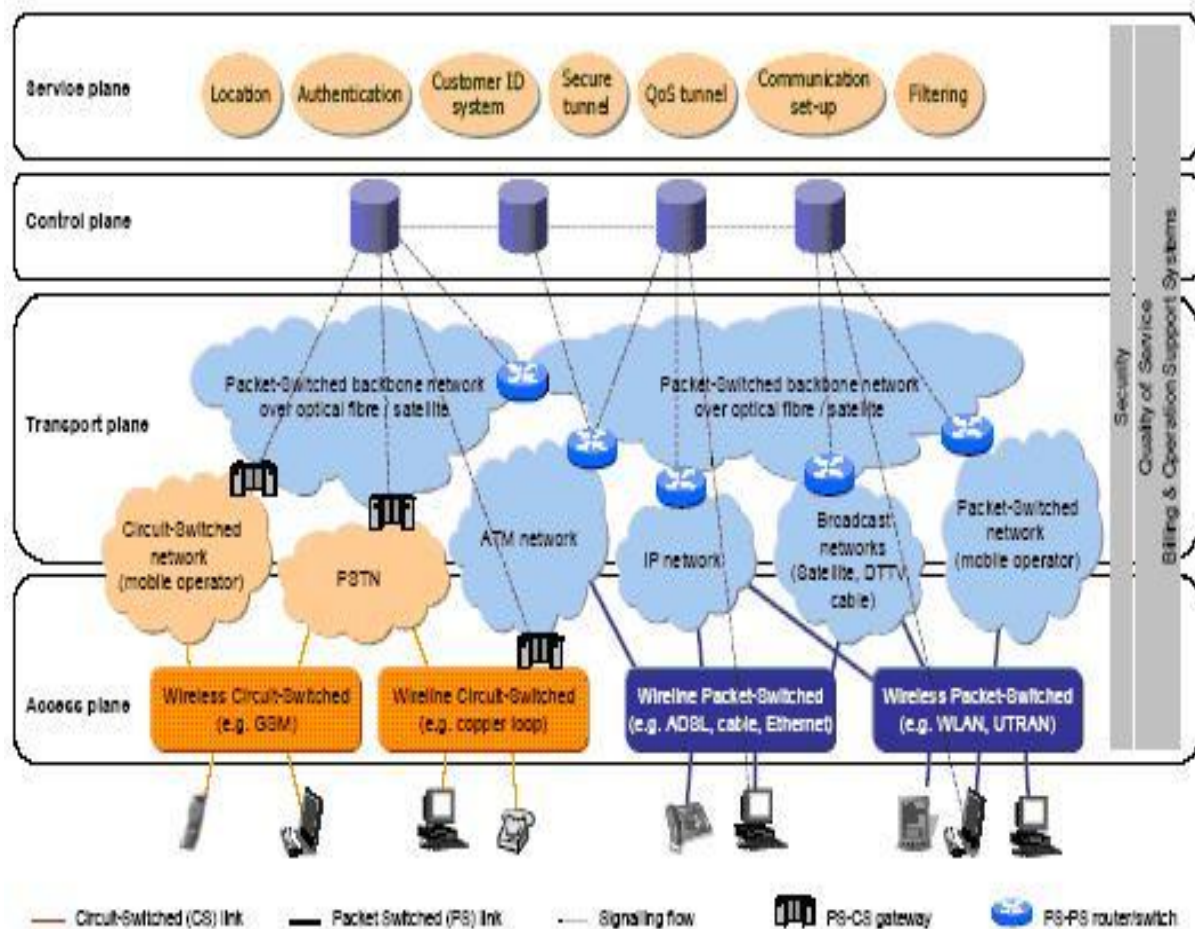 Service plane
Location
Authentication
Customer ID
system
Secure
tunnel
QoS tunnel
Communication
set-up
Filtering
Control plane
Transport plane
Packet-Switched backbone network
over optical fibre / satellite
Packet-Switched backbone network
over optical fibre / satellite
Circuit-Switched
network
(mobile operator)
PSTN
ATM network
IP network
Broadcast
networks
(Satellite, DTTV,
cable)
Packet-Switched
network
(mobile operator)
Access plane
Wireless Circuit-Switched
(e.g. GSM)
Wireline Circuit-Switched
(e.g. copper loop)
Wireline Packet-Switched
(e.g. ADSL, cable, Ethernet)
Wireless Packet-Switched
(e.g. WLAN, UTRAN)
Security
Quality of Service
Billing & Operation Support Systems
Circuit-Switched (CS) link
Packet Switched (PS) link
Signalling flow
PS-CS gateway
PS-PS router/switch